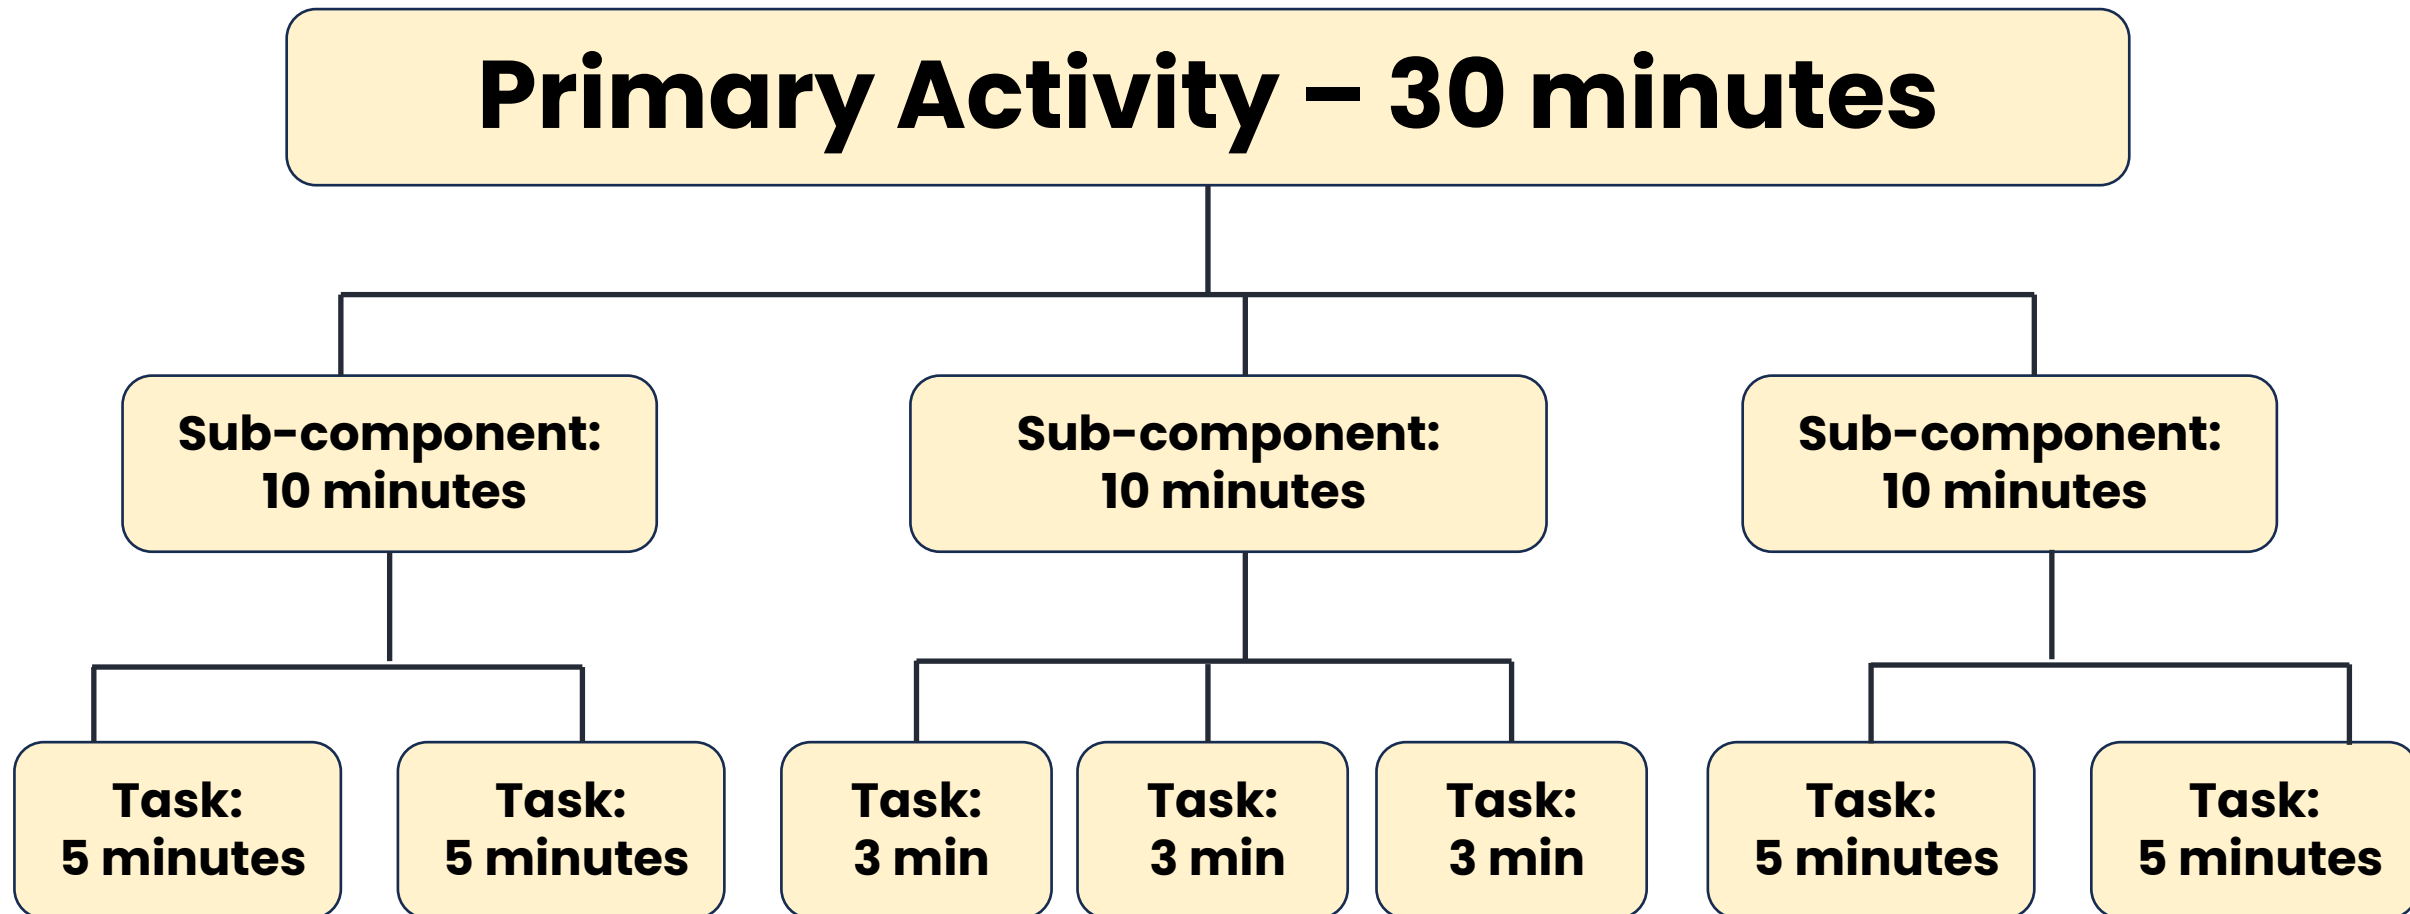 Primary Activity – 30 minutes
Sub-component:
10 minutes
Sub-component:
10 minutes
Sub-component:
10 minutes
Task:
5 minutes
Task:
5 minutes
Task:
3 min
Task:
3 min
Task:
3 min
Task:
5 minutes
Task:
5 minutes